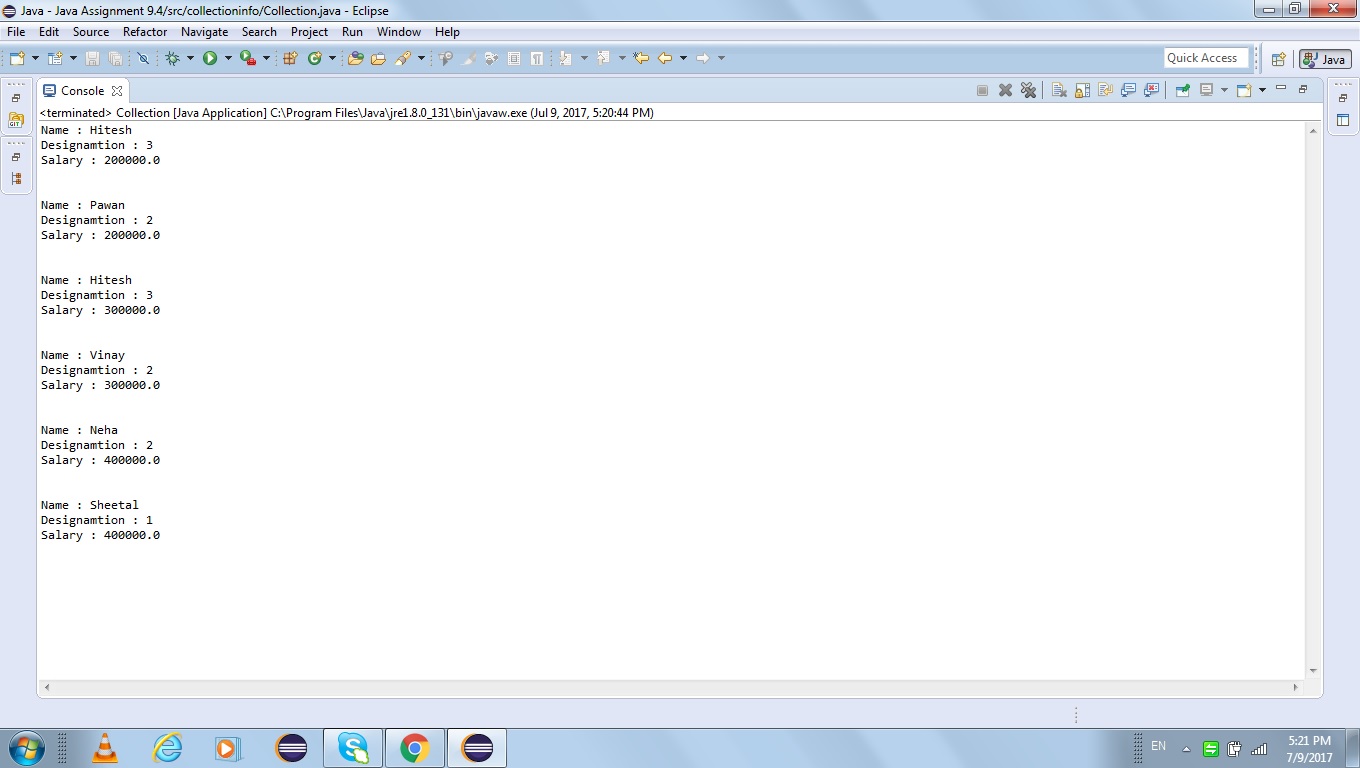 Java - Java Assignment 9.4/src/collectioninfo/Collection.java - Eclipse
File Edit Source Refactor Navigate Search Project Run Window Help
Quick Access
Java
Console
<terminated> Collection [Java Application] C:\Program Files\Java\jre1.8.0_131\bin\javaw.exe (Jul 9, 2017, 5:20:44 PM)
Name : Hitesh
Designamtion : 3
Salary : 200000.0
Name : Pawan
Designamtion : 2
Salary : 200000.0
Name : Hitesh
Designamtion : 3
Salary : 300000.0
Name : Vinay
Designamtion : 2
Salary : 300000.0
Name : Neha
Designamtion : 2
Salary : 400000.0
Name : Sheetal
Designamtion : 1
Salary : 400000.0
EN
5:21 PM
7/9/2017